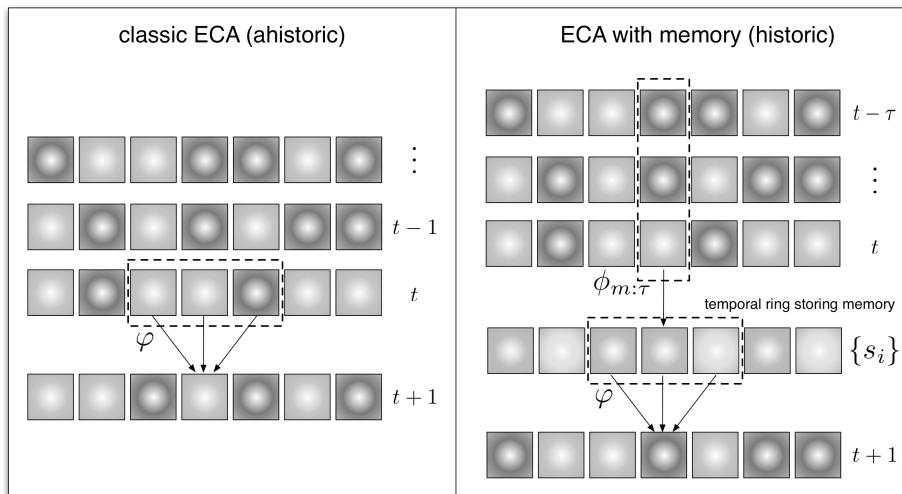 classic ECA (ahistoric)
⋮
t − 1
t
φ
t + 1
ECA with memory (historic)
t − τ
⋮
t
ϕm:τ
temporal ring storing memory
{si}
φ
t + 1